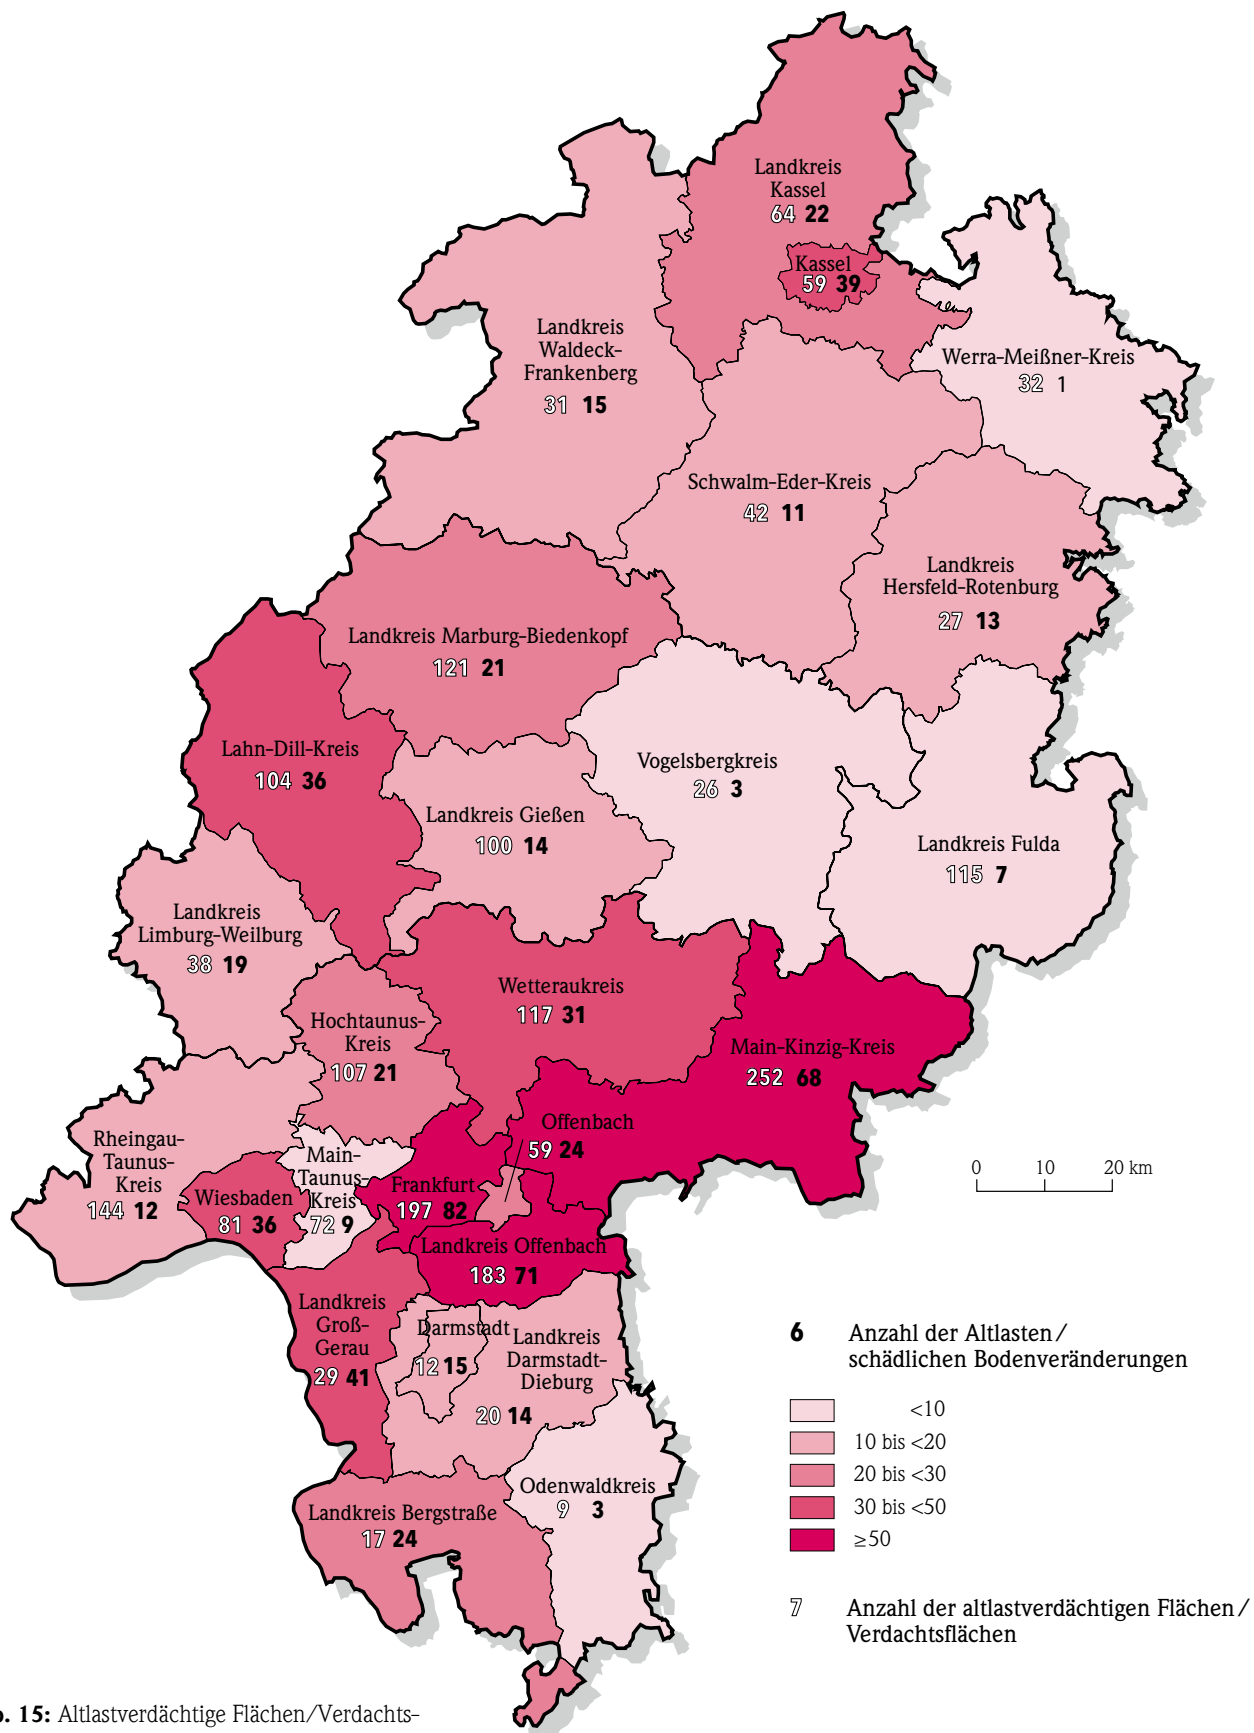 Landkreis
Kassel
64 22
Kassel
59 39
Landkreis
Waldeck-
Frankenberg
31 15
Werra-Meißner-Kreis
32 1
Schwalm-Eder-Kreis
42 11
Landkreis
Hersfeld-Rotenburg
27 13
Landkreis Marburg-Biedenkopf
121 21
Lahn-Dill-Kreis
104 36
Vogelsbergkreis
26 3
Landkreis Gießen
100 14
Landkreis Fulda
115 7
Landkreis
Limburg-Weilburg
38 19
Wetteraukreis
117 31
Hochtaunus-
Kreis
107 21
Main-Kinzig-Kreis
252 68
Offenbach
59 24
Rheingau-
Taunus-
Kreis
144 12
Wiesbaden
81 36
Main-
Taunus-
Kreis
72 9
Frankfurt
197 82
Landkreis Offenbach
183 71
Landkreis
Groß-
Gerau
29 41
Darmstadt
12 15
Landkreis
Darmstadt-
Dieburg
20 14
Odenwaldkreis
9 3
Landkreis Bergstraße
17 24
0 10 20 km
6 Anzahl der Altlasten/
schädlichen Bodenveränderungen
<10
10 bis <20
20 bis <30
30 bis <50
≥50
7 Anzahl der altlastverdächtigen Flächen/
Verdachtsflächen
. 15: Altlastverdächtige Flächen/Verdachts-